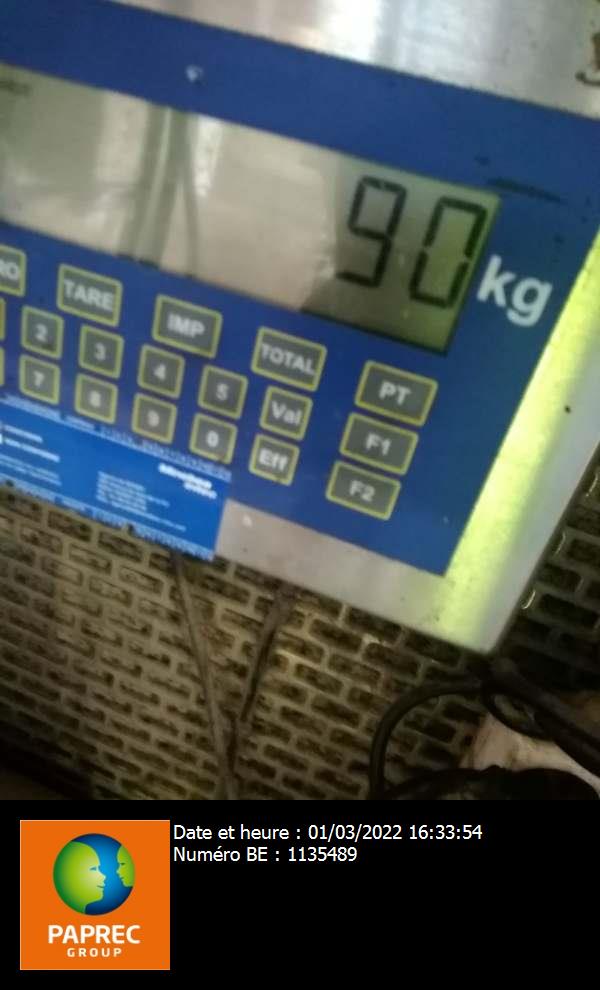 90 kg
RO TARE IMP TOTAL PT
2 3 4 5 Val F1
7 8 9 0 Eff F2
Date et heure : 01/03/2022 16:33:54
Numéro BE : 1135489
PAPREC
GROUP